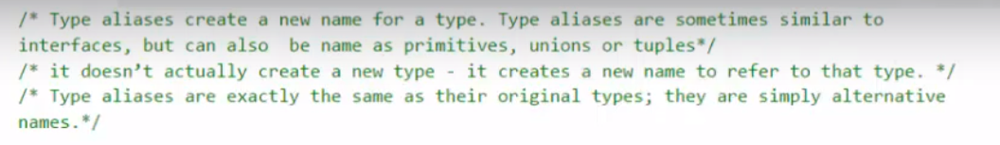 /* Type aliases create a new name for a type. Type aliases are sometimes similar to
interfaces, but can also  be name as primitives, unions or tuples*/
/* it doesn’t actually create a new type - it creates a new name to refer to that type. */
/* Type aliases are exactly the same as their original types; they are simply alternative
names.*/